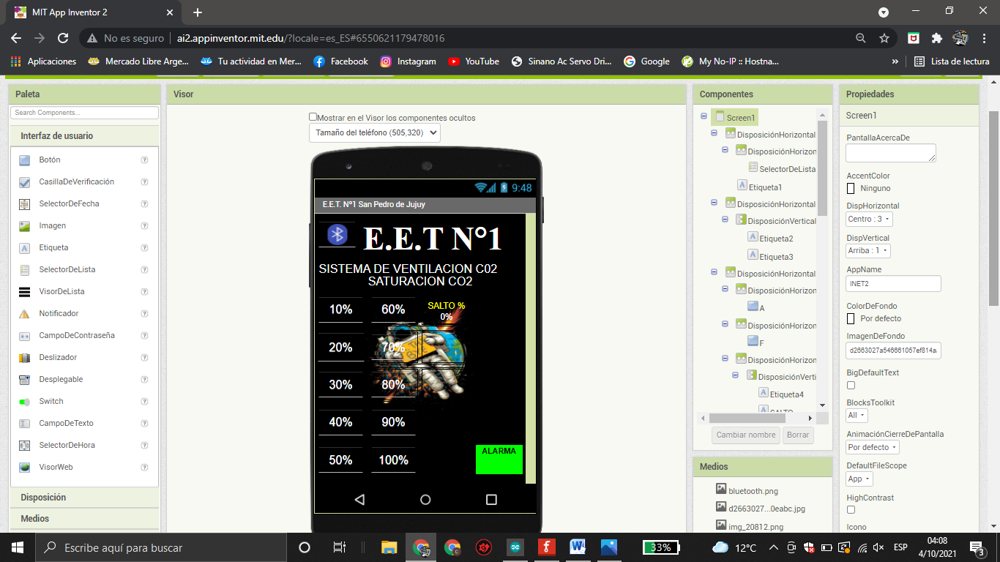 MIT App Inventor 2
No es seguro
ai2.appinventor.mit.edu/?locale=es_ES#6550621179478016
Aplicaciones
Mercado Libre Arge...
Tu actividad en Mer...
Facebook
Instagram
YouTube
Sinano Ac Servo Dri...
Google
My No-IP :: Hostna...
»
Lista de lectura
Paleta
Search Components...
Interfaz de usuario
Botón
CasillaDeVerificación
SelectorDeFecha
Imagen
Etiqueta
SelectorDeLista
VisorDeLista
Notificador
CampoDeContraseña
Deslizador
Desplegable
Switch
CampoDeTexto
SelectorDeHora
VisorWeb
Disposición
Medios
Visor
Mostrar en el Visor los componentes ocultos
Tamaño del teléfono (505,320)
9:48
E.E.T. Nº1 San Pedro de Jujuy
E.E.T N°1
SISTEMA DE VENTILACION C02
SATURACION CO2
10% 60% SALTO %
0%
20% 70%
30% 80%
40% 90%
50% 100%
ALARMA
Componentes
Screen1
DisposiciónHorizontal
DisposiciónHorizon
SelectorDeLista
Etiqueta1
DisposiciónHorizontal
DisposiciónVertical
Etiqueta2
Etiqueta3
DisposiciónHorizontal
DisposiciónHorizon
A
DisposiciónHorizon
F
DisposiciónHorizon
DisposiciónVerti
Etiqueta4
SALTO
Cambiar nombre
Borrar
Medios
bluetooth.png
d2663027...0eabc.jpg
img_20812.png
Propiedades
Screen1
PantallaAcercaDe
AccentColor
Ninguno
DispHorizontal
Centro : 3
DispVertical
Arriba : 1
AppName
INET2
ColorDeFondo
Por defecto
ImagenDeFondo
d2663027a546661057ef814a
BigDefaultText
BlocksToolkit
All
AnimaciónCierreDePantalla
Por defecto
DefaultFileScope
App
HighContrast
Icono
Escribe aquí para buscar
33%
12°C
ESP
04:08
4/10/2021
3